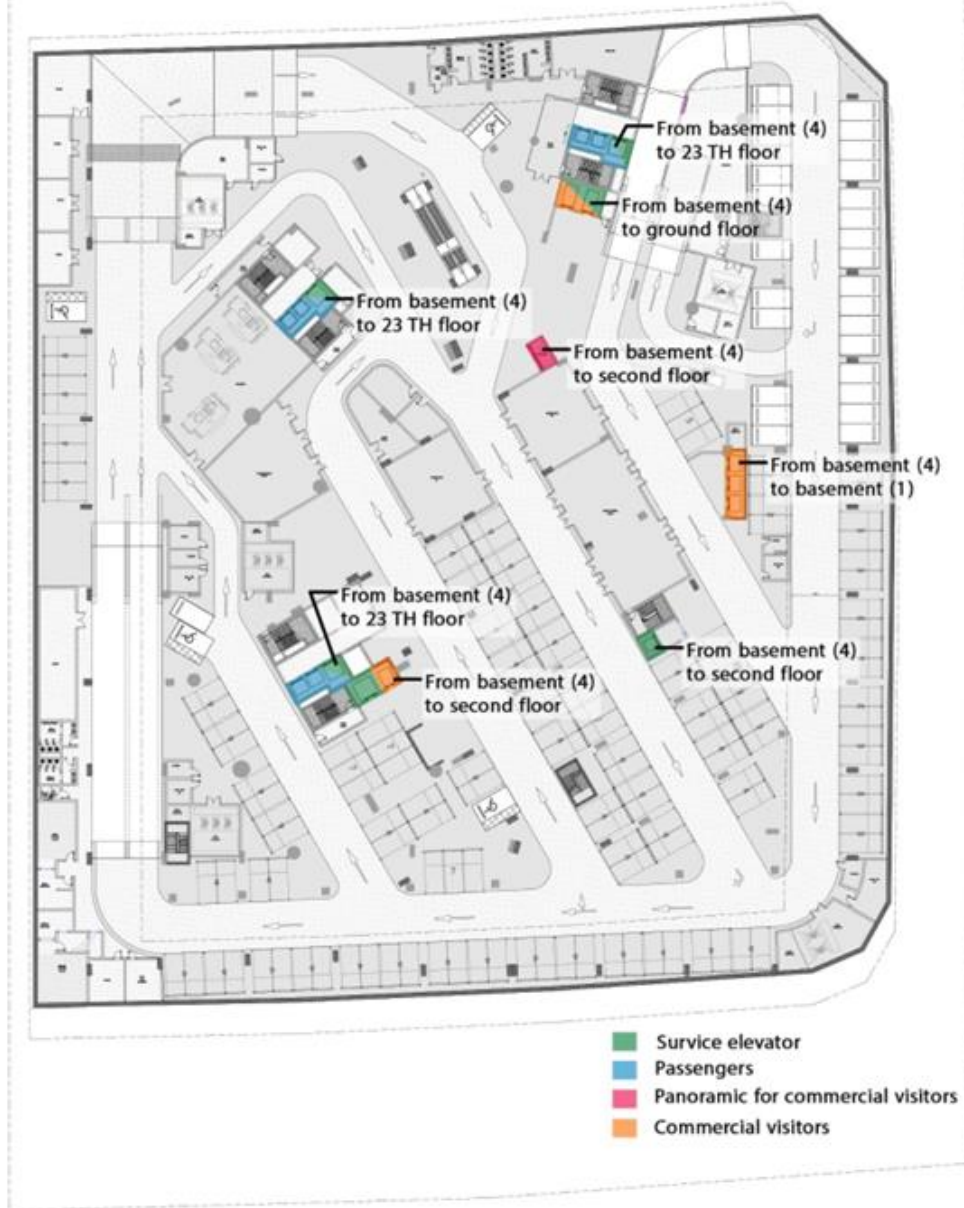 From basement (4)
to 23 TH floor
From basement (4)
to ground floor
From basement (4)
to 23 TH floor
From basement (4)
to second floor
From basement (4)
to basement (1)
From basement (4)
to 23 TH floor
From basement (4)
to second floor
From basement (4)
to second floor
Survice elevator
Passengers
Panoramic for commercial visitors
Commercial visitors